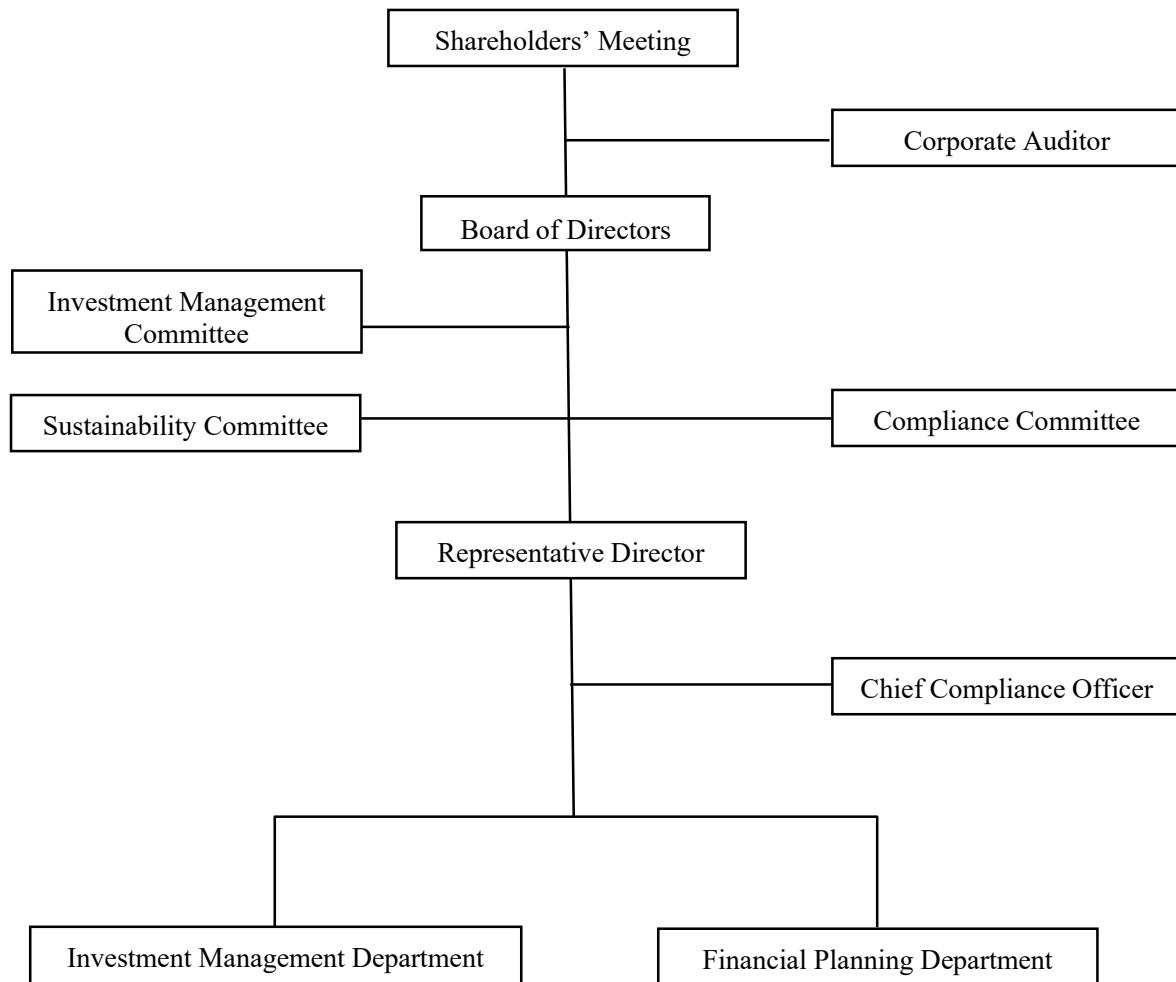 Shareholders’ Meeting
Corporate Auditor
Board of Directors
Investment Management
Committee
Sustainability Committee
Compliance Committee
Representative Director
Chief Compliance Officer
Investment Management Department
Financial Planning Department